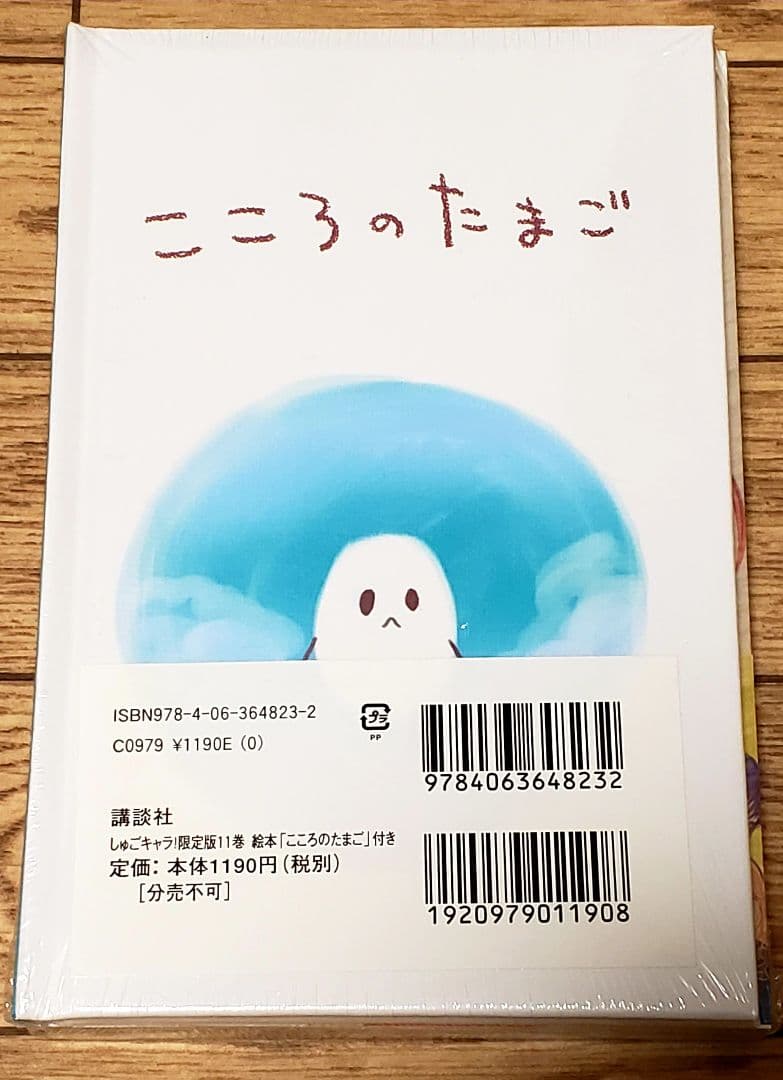 こころのたまご
ISBN978-4-06-364823-2
C0979 ¥1190E (0)
プラ
PP
9784063648232
講談社
しゅごキャラ!限定版11巻 絵本「こころのたまご」付き
定価: 本体1190円(税別)
[分売不可]
1920979011908